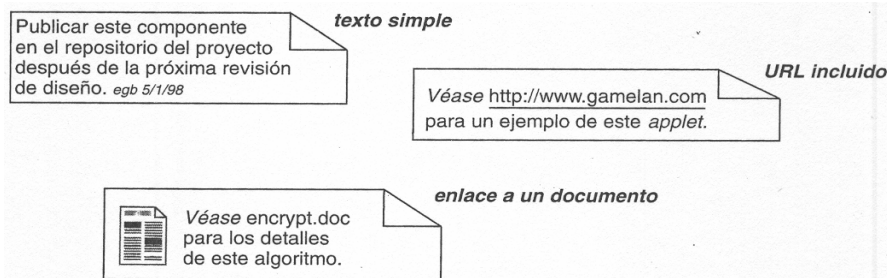 Publicar este componente
en el repositorio del proyecto
después de la próxima revisión
de diseño. egb 5/1/98
texto simple
Véase http://www.gamelan.com
para un ejemplo de este applet.
URL incluido
Véase encrypt.doc
para los detalles
de este algoritmo.
enlace a un documento